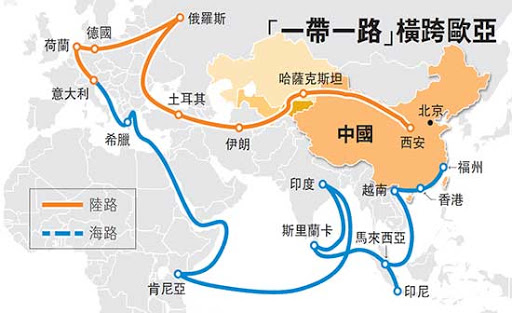 「一帶一路」橫跨歐亞
俄羅斯
德國
荷蘭
意大利
希臘
土耳其
伊朗
哈薩克斯坦
北京
中國
西安
福州
香港
越南
印度
斯里蘭卡
馬來西亞
印尼
肯尼亞
陸路
海路